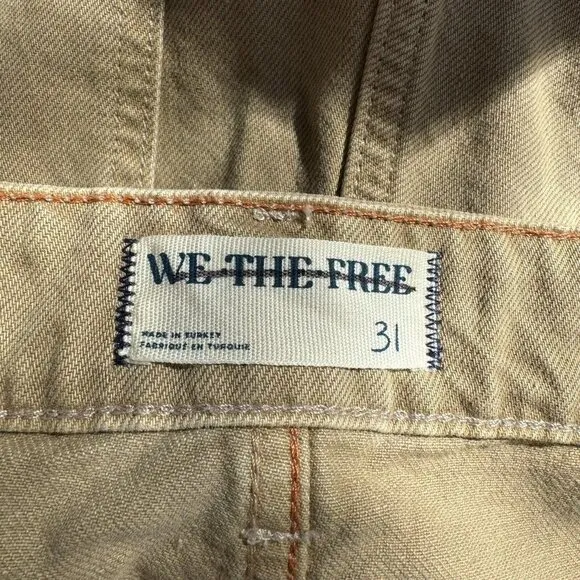 WE THE FREE
MADE IN TURKEY
FABRIQUÉ EN TURQUIE
31